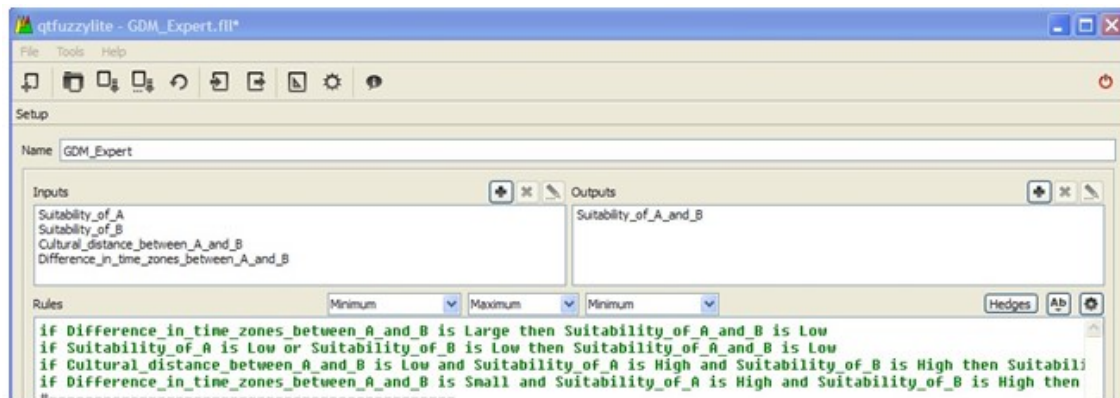 qtfuzzylite - GDM_Expert.fll*
File Tools Help
Setup
Name GDM_Expert
Inputs
Outputs
Suitability_of_A
Suitability_of_B
Cultural_distance_between_A_and_B
Difference_in_time_zones_between_A_and_B
Suitability_of_A_and_B
Rules Minimum Maximum Minimum Hedges Ab
if Difference_in_time_zones_between_A_and_B is Large then Suitability_of_A_and_B is Low
if Suitability_of_A is Low or Suitability_of_B is Low then Suitability_of_A_and_B is Low
if Cultural_distance_between_A_and_B is Low and Suitability_of_A is High and Suitability_of_B is High then Suitabili
if Difference_in_time_zones_between_A_and_B is Small and Suitability_of_A is High and Suitability_of_B is High then